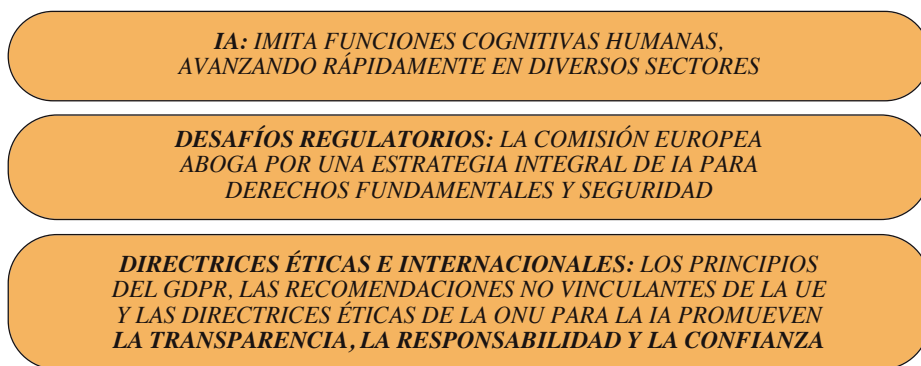 IA: IMITA FUNCIONES COGNITIVAS HUMANAS,
AVANZANDO RÁPIDAMENTE EN DIVERSOS SECTORES
DESAFÍOS REGULATORIOS: LA COMISIÓN EUROPEA
ABOGA POR UNA ESTRATEGIA INTEGRAL DE IA PARA
DERECHOS FUNDAMENTALES Y SEGURIDAD
DIRECTRICES ÉTICAS E INTERNACIONALES: LOS PRINCIPIOS
DEL GDPR, LAS RECOMENDACIONES NO VINCULANTES DE LA UE
Y LAS DIRECTRICES ÉTICAS DE LA ONU PARA LA IA PROMUEVEN
LA TRANSPARENCIA, LA RESPONSABILIDAD Y LA CONFIANZA